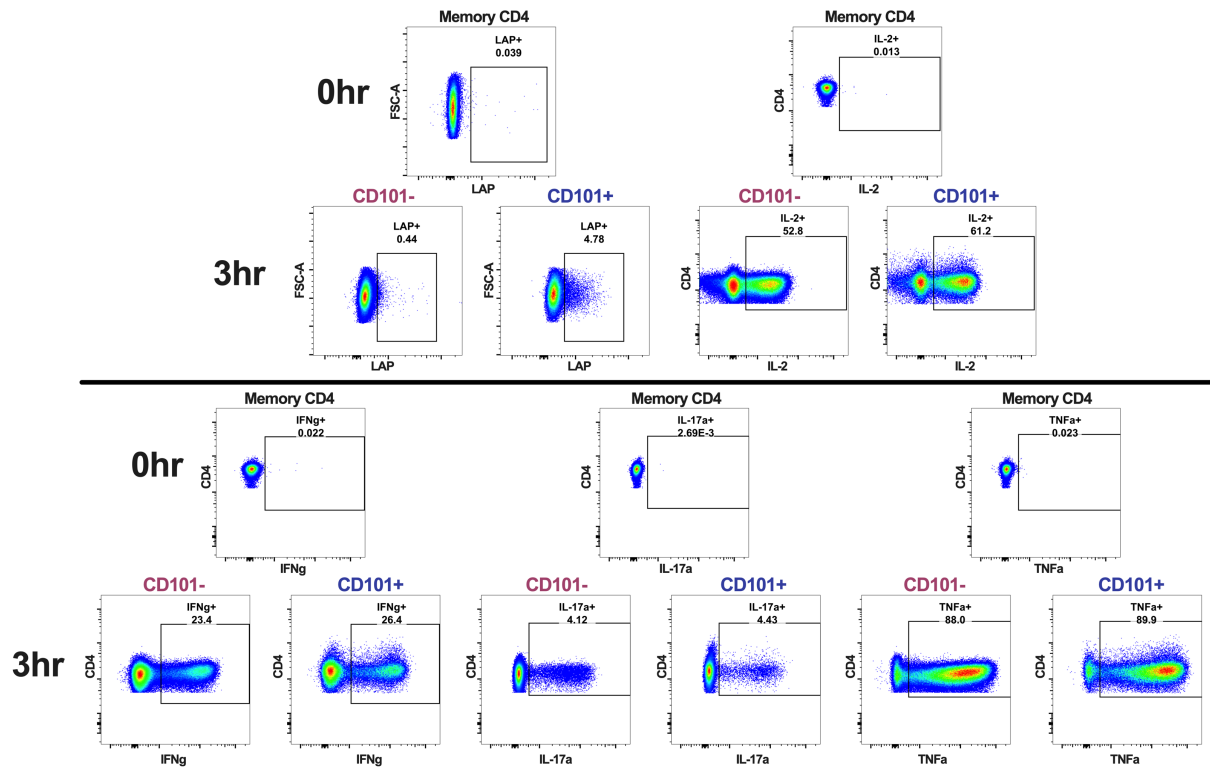 Memory CD4
Memory CD4
LAP+
0.039
IL-2+
0.013
0hr
FSC-A
CD4
LAP
IL-2
CD101-
CD101+
CD101-
CD101+
LAP+
0.44
LAP+
4.78
IL-2+
52.8
IL-2+
61.2
3hr
FSC-A
FSC-A
CD4
CD4
LAP
LAP
IL-2
IL-2
Memory CD4
Memory CD4
Memory CD4
IFNg+
0.022
IL-17a+
2.69E-3
TNFa+
0.023
0hr
CD4
CD4
CD4
IFNg
IL-17a
TNFa
CD101-
CD101+
CD101-
CD101+
CD101-
CD101+
IFNg+
23.4
IFNg+
26.4
IL-17a+
4.12
IL-17a+
4.43
TNFa+
88.0
TNFa+
89.9
3hr
CD4
CD4
CD4
CD4
CD4
CD4
IFNg
IFNg
IL-17a
IL-17a
TNFa
TNFa